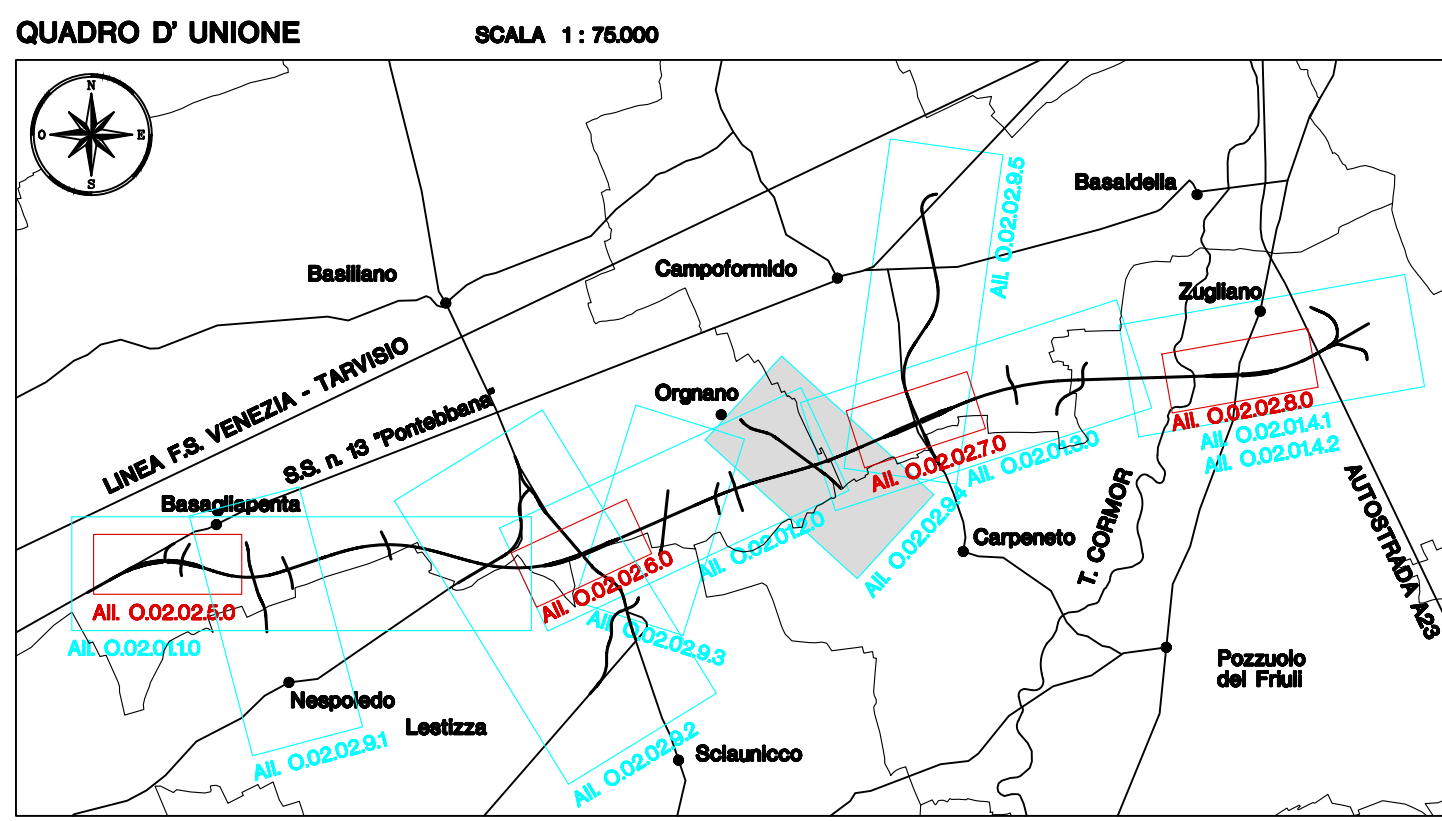 QUADRO D' UNIONE
SCALA 1 : 75.000
N
O
E
S
Basaldella
All. O.02.02.9.5
Basiliano
Campoformido
Zugliano
LINEA F.S. VENEZIA - TARVISIO
S.S. n. 13 "Pontebbana"
Orgnano
All. O.02.02.8.0
All. O.02.01.4.1
All. O.02.01.4.2
All. O.02.02.7.0
All. O.02.01.3.0
Basagliapenta
All. O.02.01.2.0
All. O.02.02.9.4
Carpeneto
T. CORMOR
AUTOSTRADA A23
All. O.02.02.5.0
All. O.02.02.6.0
All. O.02.01.1.0
All. O.02.02.9.3
Pozzuolo
del Friuli
Nespoledo
Lestizza
All. O.02.02.9.1
All. O.02.02.9.2
Sclaunicco